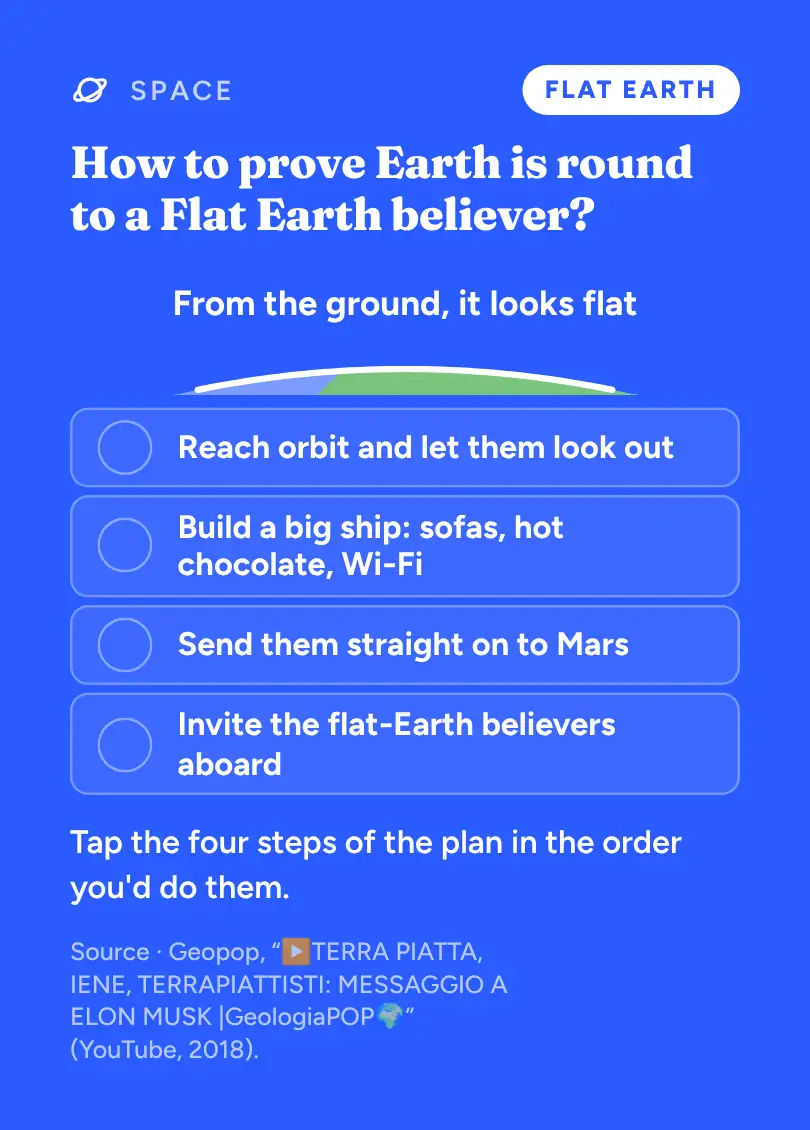 SPACE
FLAT EARTH
How to prove Earth is round
to a Flat Earth believer?
From the ground, it looks flat
Reach orbit and let them look out
Build a big ship: sofas, hot
chocolate, Wi-Fi
Send them straight on to Mars
Invite the flat-Earth believers
aboard
Tap the four steps of the plan in the order
you'd do them.
Source · Geopop, “▶️TERRA PIATTA,
IENE, TERRAPIATTISTI: MESSAGGIO A
ELON MUSK |GeologiaPOP🌍”
(YouTube, 2018).